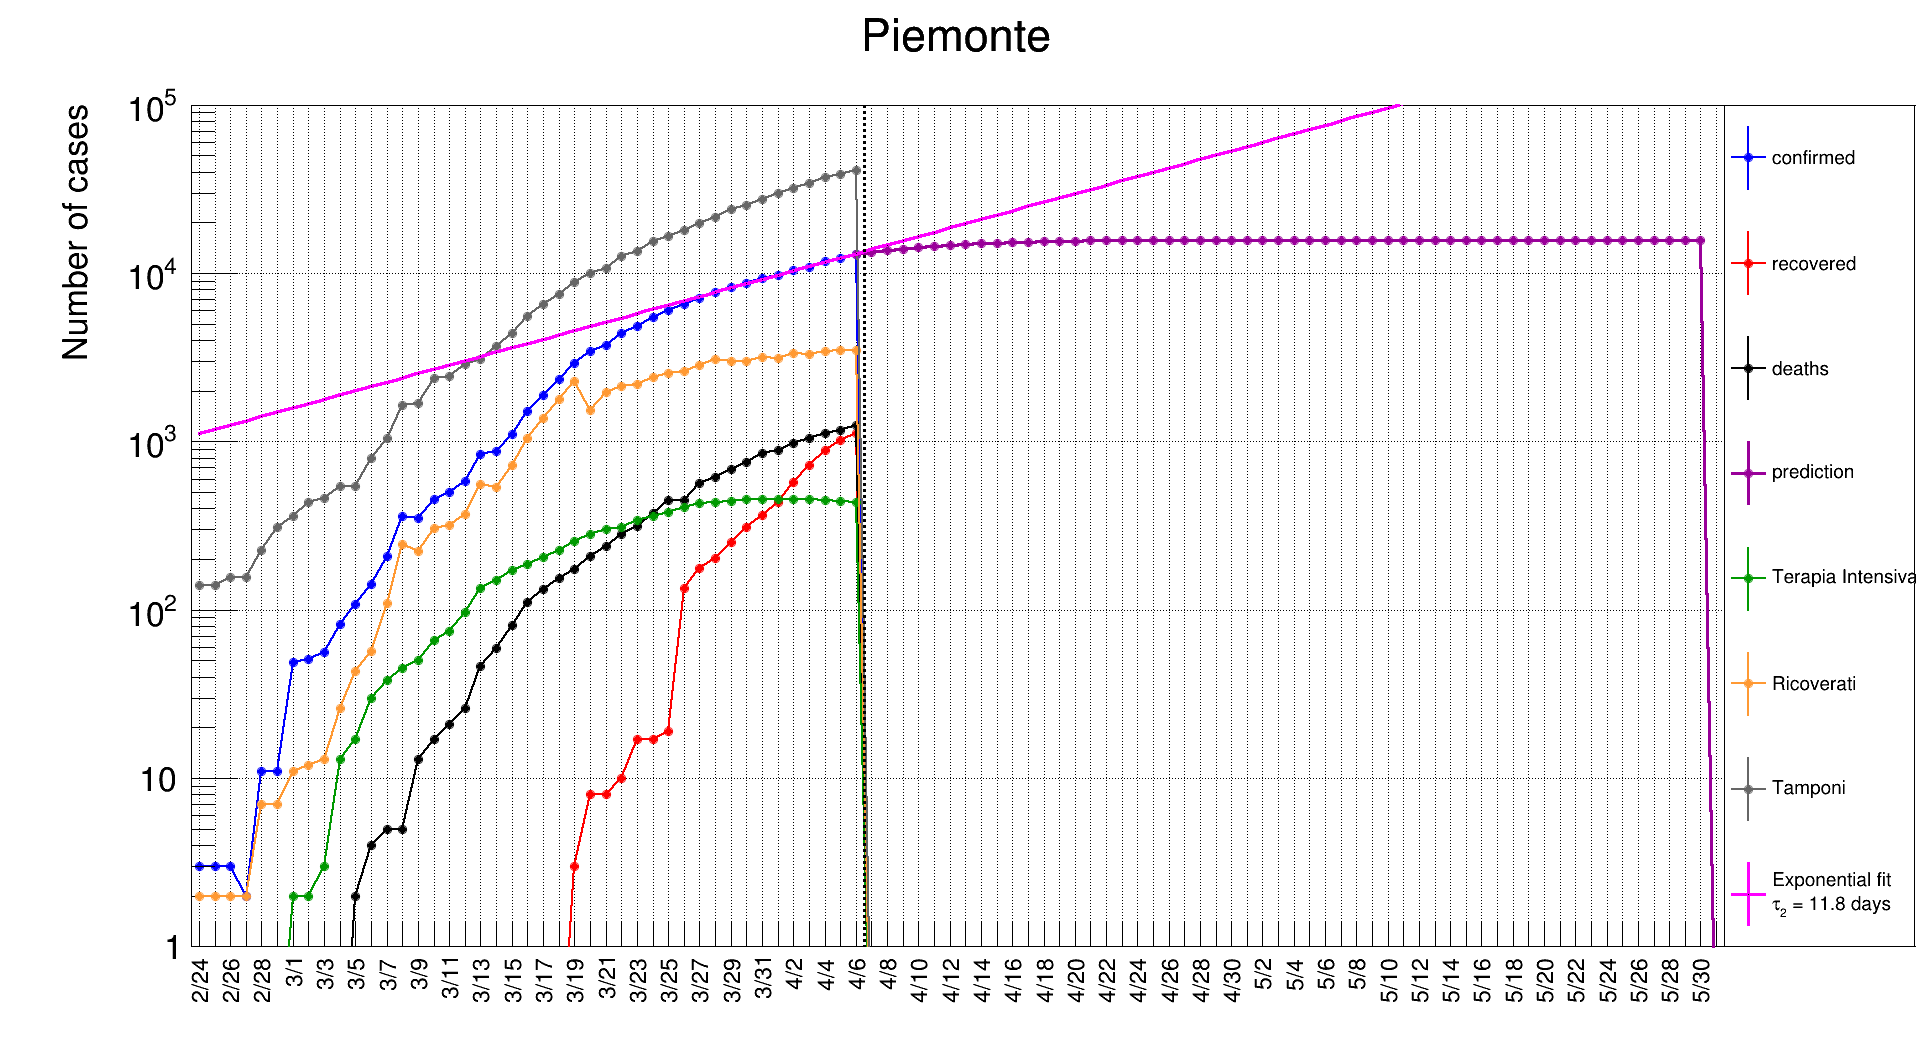 Piemonte
Number of cases
10^5
10^4
10^3
10^2
10
1
2/24 2/26 2/28 3/1 3/3 3/5 3/7 3/9 3/11 3/13 3/15 3/17 3/19 3/21 3/23 3/25 3/27 3/29 3/31 4/2 4/4 4/6 4/8 4/10 4/12 4/14 4/16 4/18 4/20 4/22 4/24 4/26 4/28 4/30 5/2 5/4 5/6 5/8 5/10 5/12 5/14 5/16 5/18 5/20 5/22 5/24 5/26 5/28 5/30
confirmed
recovered
deaths
prediction
Terapia Intensiva
Ricoverati
Tamponi
Exponential fit
τ₂ = 11.8 days